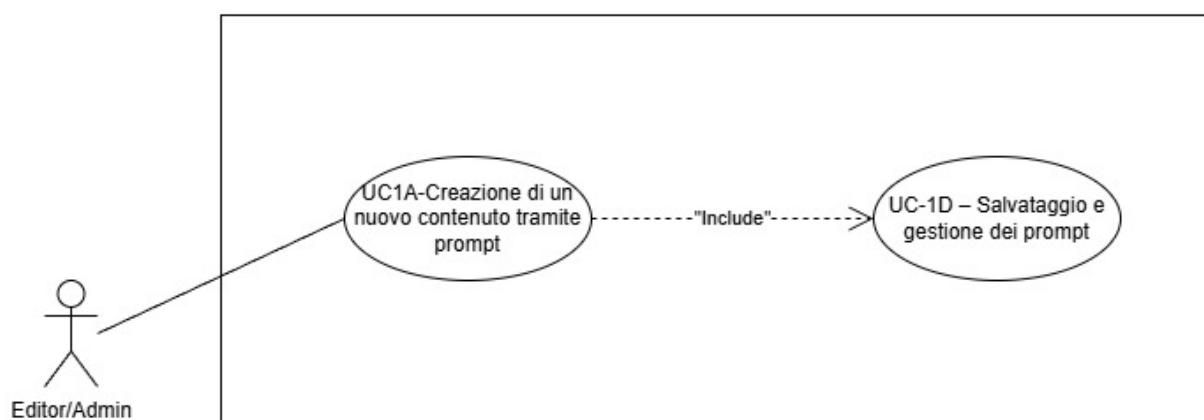 UC1A-Creazione di un
nuovo contenuto tramite
prompt
"Include"
UC-1D – Salvataggio e
gestione dei prompt
Editor/Admin